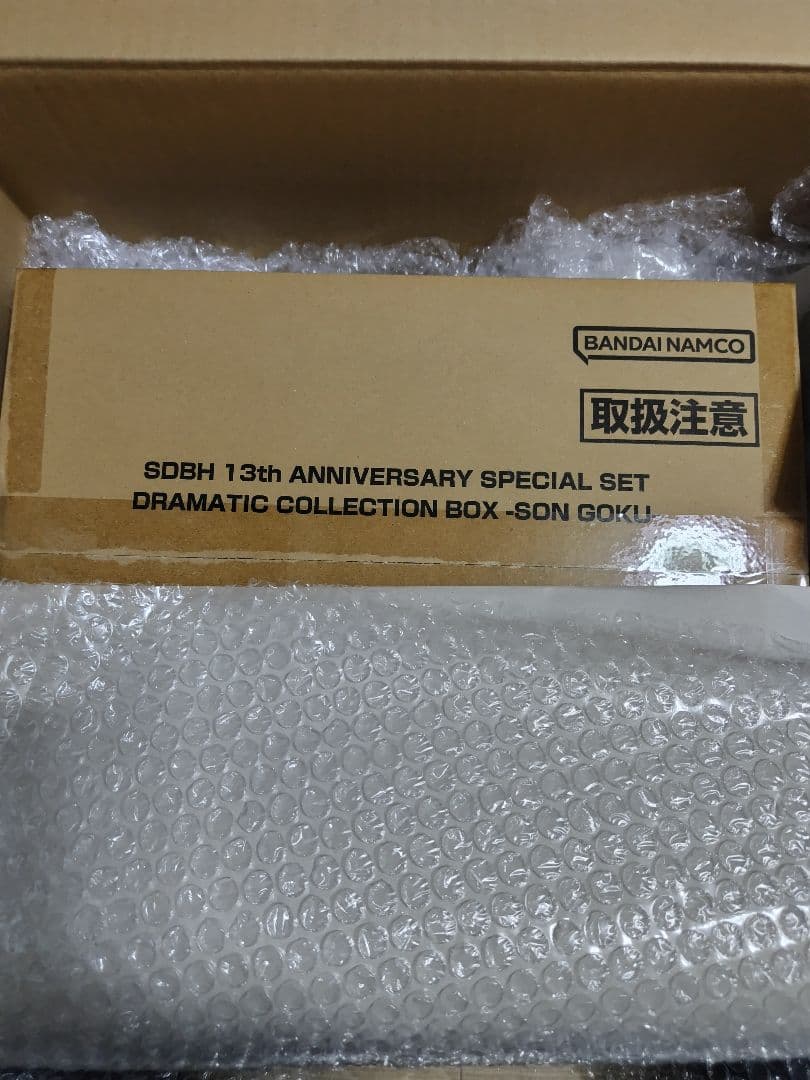 BANDAI NAMCO
取扱注意
SDBH 13th ANNIVERSARY SPECIAL SET
DRAMATIC COLLECTION BOX -SON GOKU-